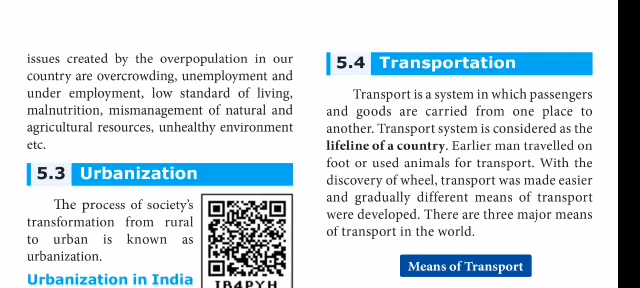 issues created by the overpopulation in our
country are overcrowding, unemployment and
under employment, low standard of living,
malnutrition, mismanagement of natural and
agricultural resources, unhealthy environment
etc.
5.3 Urbanization
The process of society's
transformation from rural
to urban is known as
urbanization.
Urbanization in India
IB4PYH
5.4 Transportation
Transport is a system in which passengers
and goods are carried from one place to
another. Transport system is considered as the
lifeline of a country. Earlier man travelled on
foot or used animals for transport. With the
discovery of wheel, transport was made easier
and gradually different means of transport
were developed. There are three major means
of transport in the world.
Means of Transport